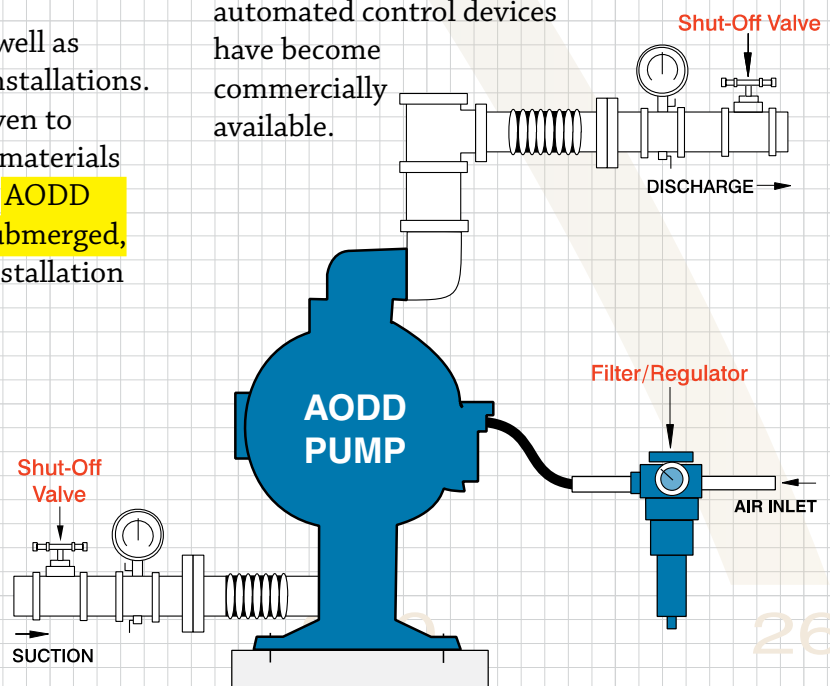 well as
nstallations.
ven to
materials
AODD
ubmerged,
stallation
automated control devices
have become
commercially
available.
Shut-Off Valve
DISCHARGE
AODD
PUMP
Filter/Regulator
AIR INLET
Shut-Off
Valve
SUCTION
26